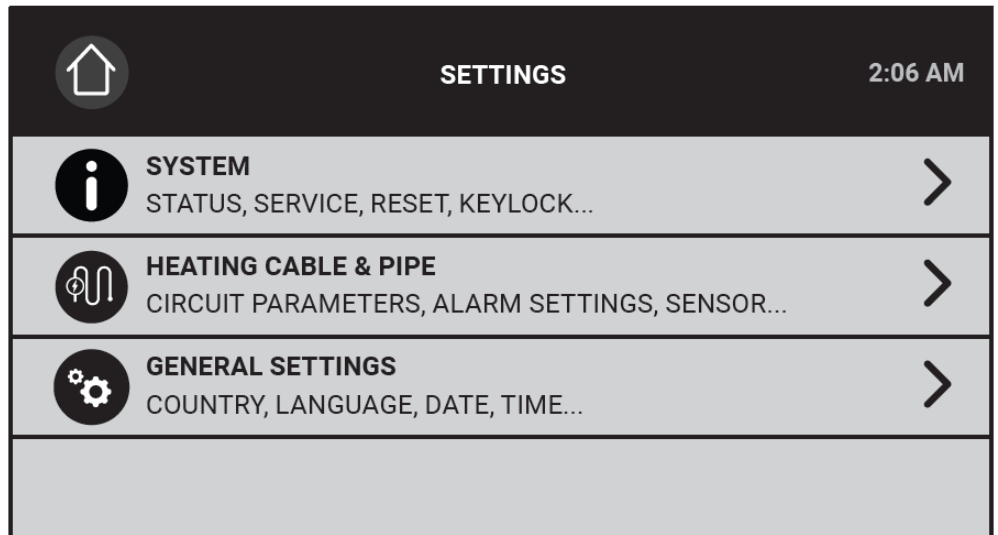 SETTINGS
2:06 AM
SYSTEM
STATUS, SERVICE, RESET, KEYLOCK...
HEATING CABLE & PIPE
CIRCUIT PARAMETERS, ALARM SETTINGS, SENSOR...
GENERAL SETTINGS
COUNTRY, LANGUAGE, DATE, TIME...